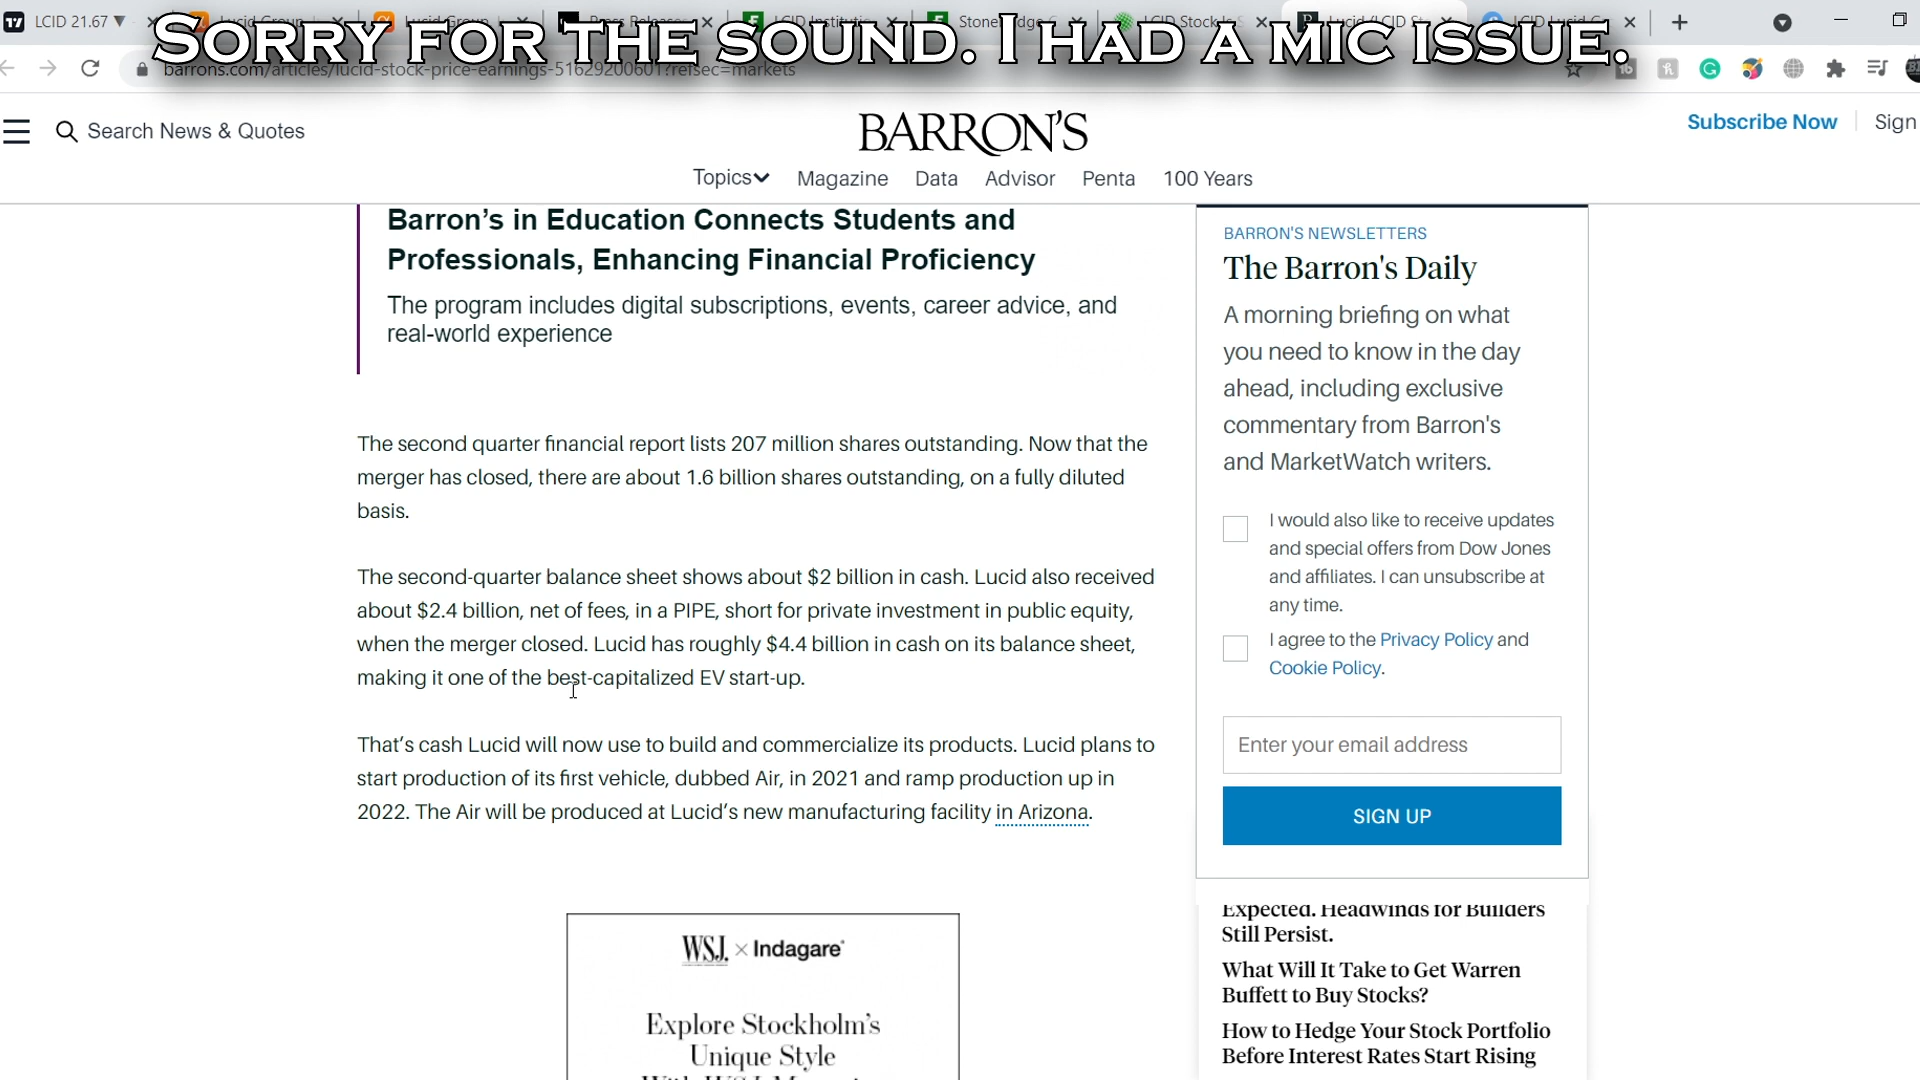 LCID 21.67 ▼
SORRY FOR THE SOUND. I HAD A MIC ISSUE.
barrons.com/articles/lucid-stock-price-earnings-51629200601?refsec=markets
Search News & Quotes
BARRON'S
Subscribe Now
Sign
Topics
Magazine
Data
Advisor
Penta
100 Years
Barron's in Education Connects Students and
Professionals, Enhancing Financial Proficiency
The program includes digital subscriptions, events, career advice, and
real-world experience
The second quarter financial report lists 207 million shares outstanding. Now that the
merger has closed, there are about 1.6 billion shares outstanding, on a fully diluted
basis.
The second-quarter balance sheet shows about $2 billion in cash. Lucid also received
about $2.4 billion, net of fees, in a PIPE, short for private investment in public equity,
when the merger closed. Lucid has roughly $4.4 billion in cash on its balance sheet,
making it one of the best-capitalized EV start-up.
That's cash Lucid will now use to build and commercialize its products. Lucid plans to
start production of its first vehicle, dubbed Air, in 2021 and ramp production up in
2022. The Air will be produced at Lucid's new manufacturing facility in Arizona.
WSJ. × Indagare
Explore Stockholm's
Unique Style
BARRON'S NEWSLETTERS
The Barron's Daily
A morning briefing on what
you need to know in the day
ahead, including exclusive
commentary from Barron's
and MarketWatch writers.
I would also like to receive updates
and special offers from Dow Jones
and affiliates. I can unsubscribe at
any time.
I agree to the Privacy Policy and
Cookie Policy.
Enter your email address
SIGN UP
Expected. Headwinds for Builders
Still Persist.
What Will It Take to Get Warren
Buffett to Buy Stocks?
How to Hedge Your Stock Portfolio
Before Interest Rates Start Rising